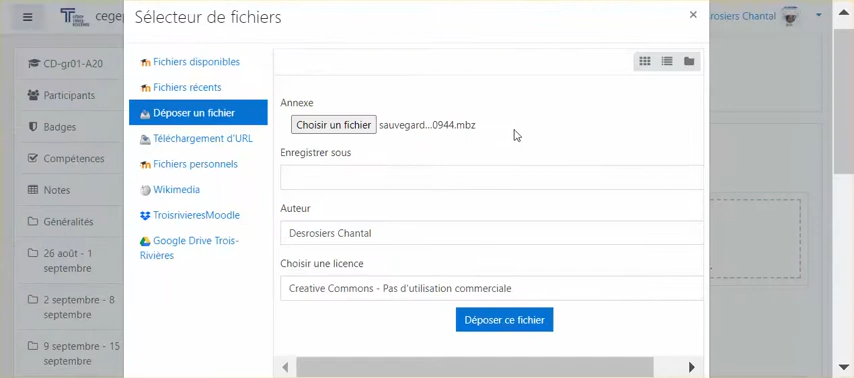 Sélecteur de fichiers
×
cegep
rosiers Chantal
CD-gr01-A20
Participants
Badges
Compétences
Notes
Généralités
26 août - 1
septembre
2 septembre - 8
septembre
9 septembre - 15
septembre
Fichiers disponibles
Fichiers récents
Déposer un fichier
Téléchargement d'URL
Fichiers personnels
Wikimedia
TroisrivieresMoodle
Google Drive Trois-
Rivières
Annexe
Choisir un fichier sauvegard...0944.mbz
Enregistrer sous
Auteur
Desrosiers Chantal
Choisir une licence
Creative Commons - Pas d'utilisation commerciale
Déposer ce fichier